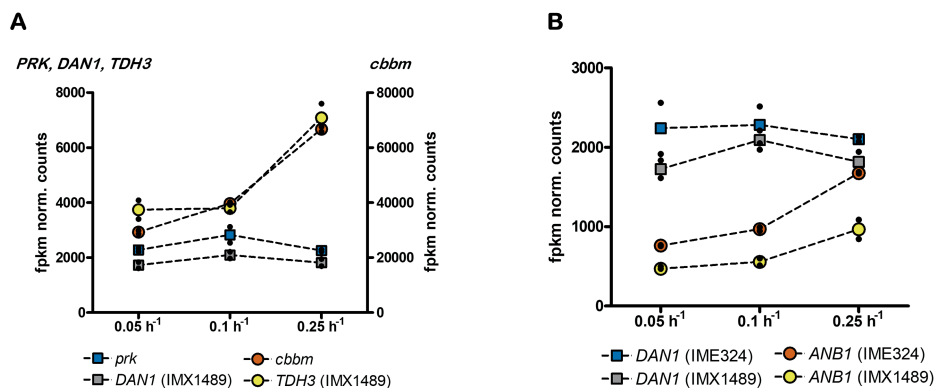 A
PRK, DAN1, TDH3
cbbm
8000
6000
4000
2000
0
fpkm norm. counts
80000
60000
40000
20000
0
fpkm norm. counts
0.05 h-1
0.1 h-1
0.25 h-1
prk
cbbm
DAN1 (IMX1489)
TDH3 (IMX1489)
B
3000
2000
1000
0
fpkm norm. counts
0.05 h-1
0.1 h-1
0.25 h-1
DAN1 (IME324)
ANB1 (IME324)
DAN1 (IMX1489)
ANB1 (IMX1489)